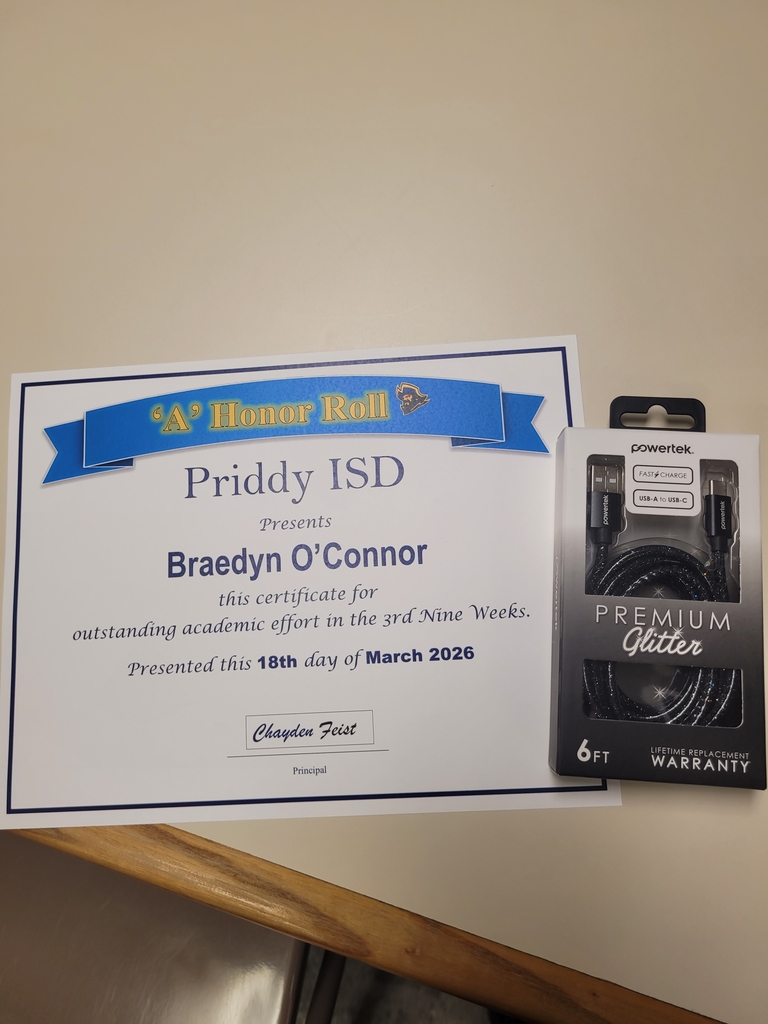 ‘A’ Honor Roll
Priddy ISD
Presents
Braedyn O’Connor
this certificate for
outstanding academic effort in the 3rd Nine Weeks.
Presented this 18th day of March 2026
Chayden Feist
Principal
powertek
FAST CHARGE
USB-A to USB-C
powertek
powertek
PREMIUM
Glitter
6FT
LIFETIME REPLACEMENT
WARRANTY